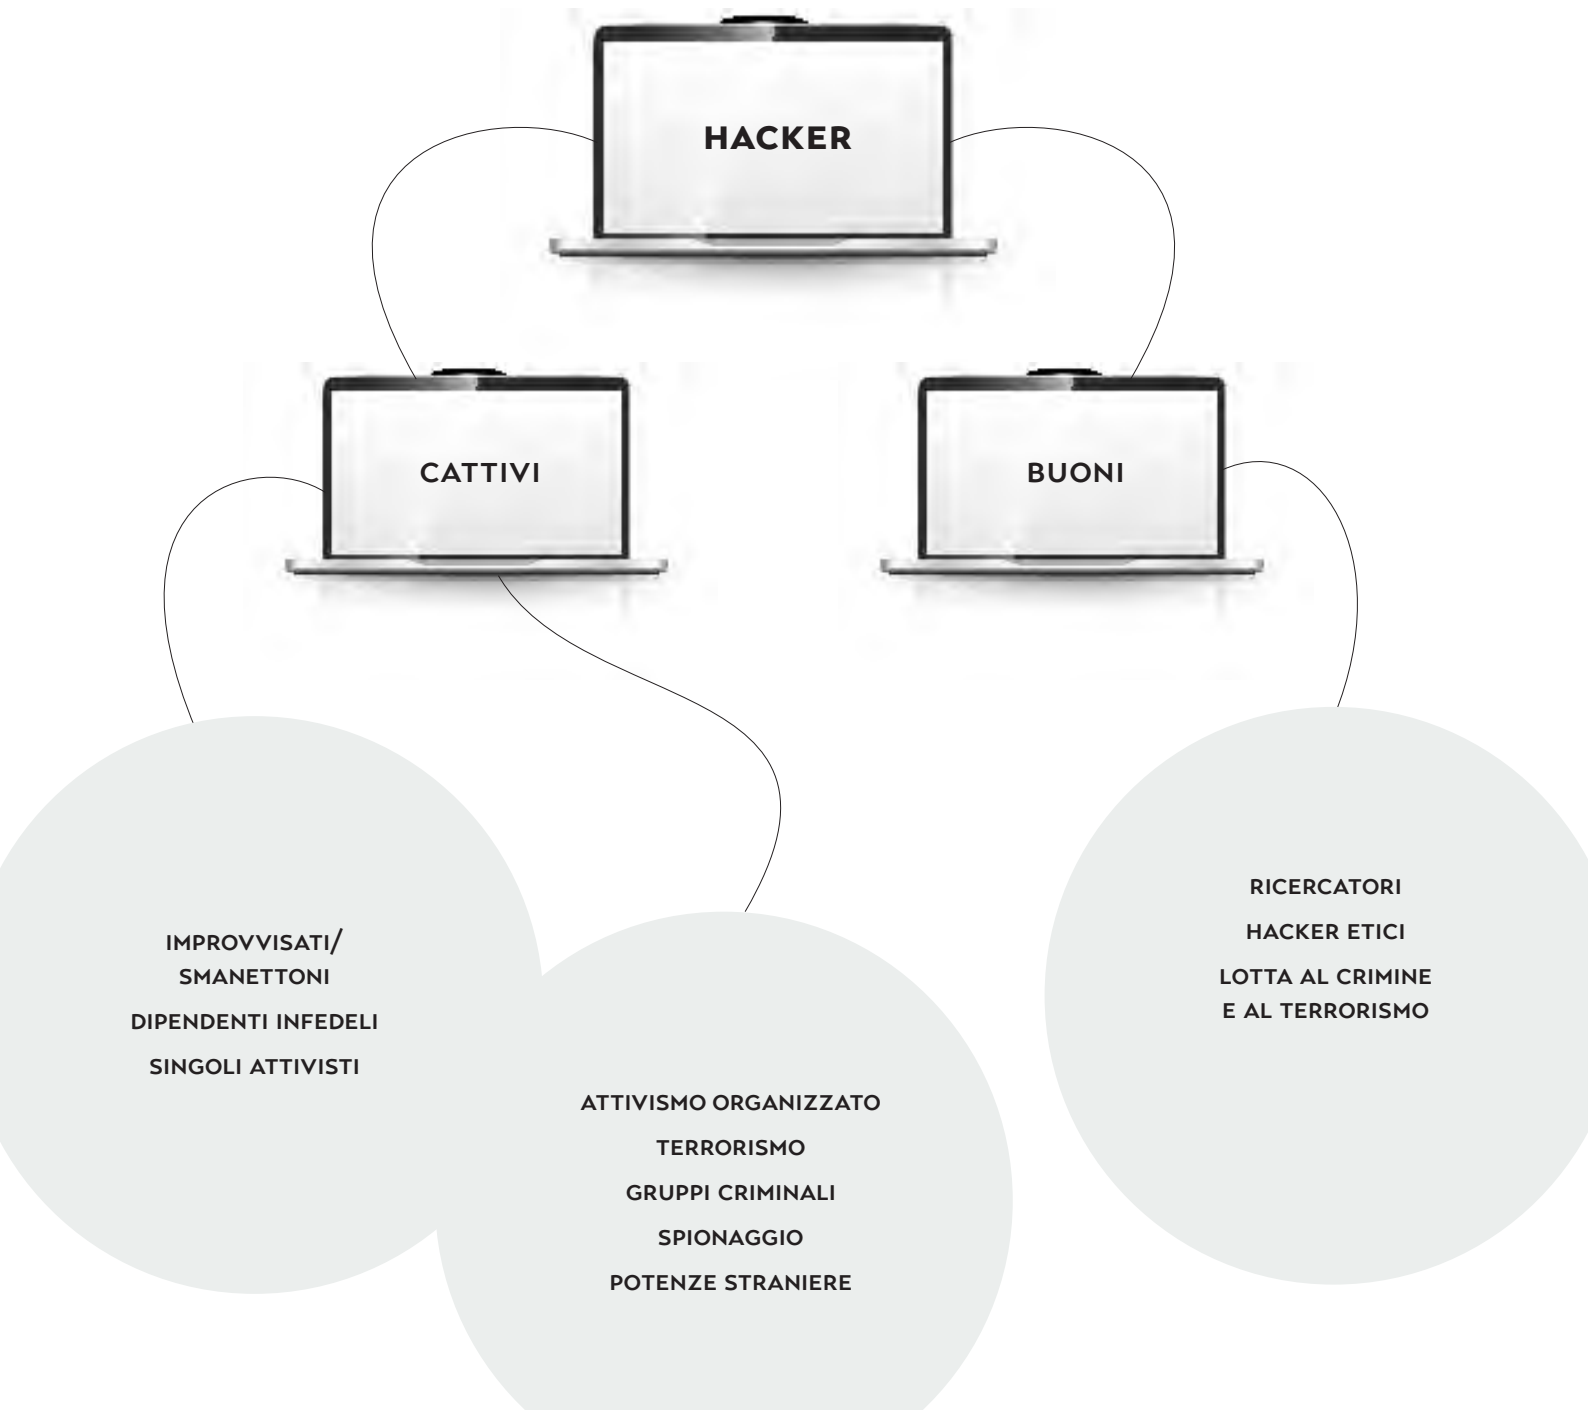 HACKER
CATTIVI
BUONI
IMPROVVISATI/
SMANETTONI
DIPENDENTI INFEDELI
SINGOLI ATTIVISTI
ATTIVISMO ORGANIZZATO
TERRORISMO
GRUPPI CRIMINALI
SPIONAGGIO
POTENZE STRANIERE
RICERCATORI
HACKER ETICI
LOTTA AL CRIMINE
E AL TERRORISMO